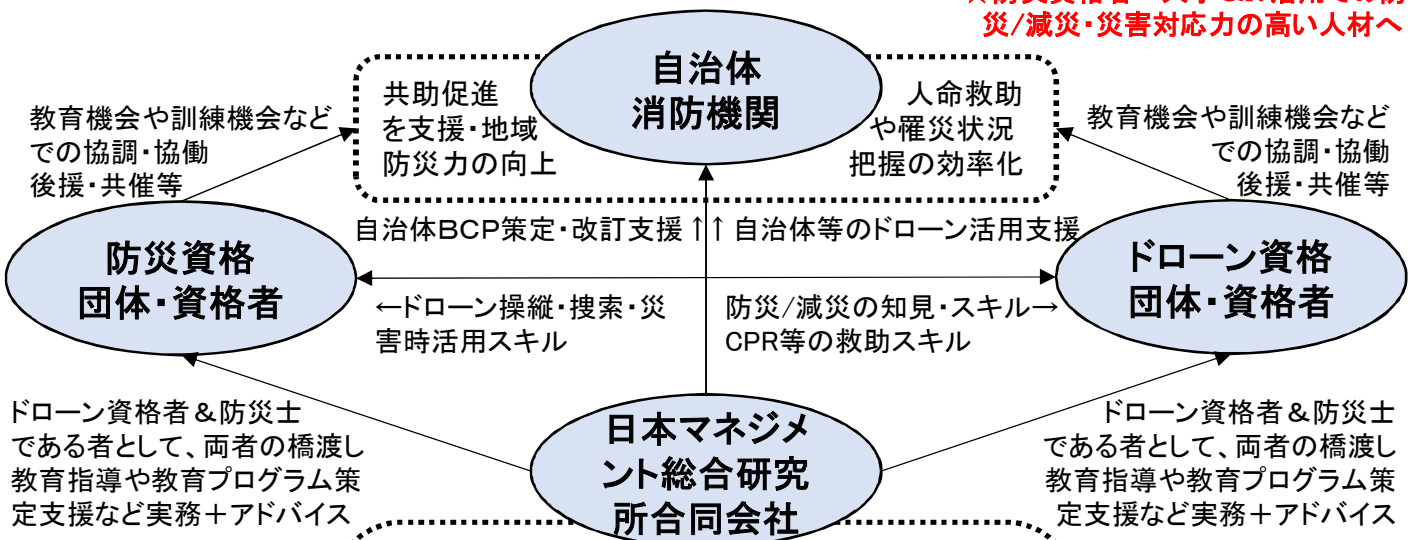 災/減災・災害対応力の高い人材へ
自治体
消防機関
共助促進
を支援・地域
防災力の向上
人命救助
や罹災状況
把握の効率化
教育機会や訓練機会など
での協調・協働
後援・共催等
教育機会や訓練機会など
での協調・協働
後援・共催等
自治体BCP策定・改訂支援↑↑自治体等のドローン活用支援
防災資格
団体・資格者
ドローン資格
団体・資格者
←ドローン操縦・捜索・災
害時活用スキル
防災/減災の知見・スキル→
CPR等の救助スキル
ドローン資格者&防災士
である者として、両者の橋渡し
教育指導や教育プログラム策
定支援など実務+アドバイス
日本マネジメ
ント総合研究
所合同会社
ドローン資格者&防災士
である者として、両者の橋渡し
教育指導や教育プログラム策
定支援など実務+アドバイス